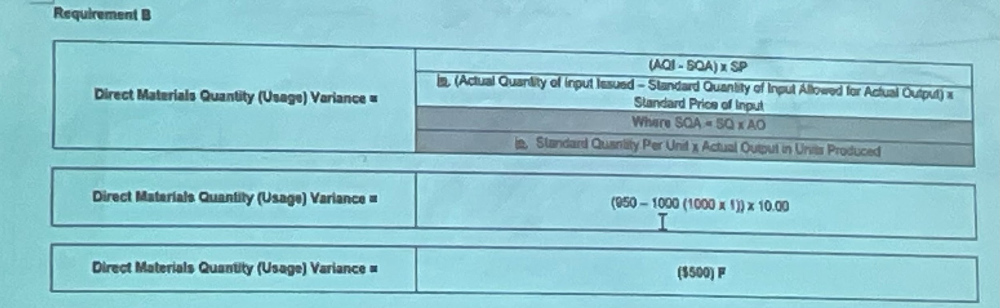 Requirement B
Direct Materials Quantity (Usage) Variance =
(AQI - SQA) x SP
ie. (Actual Quantity of Input Issued – Standard Quantity of Input Allowed for Actual Output) x
Standard Price of Input
Where SQA = SQ x AO
ie. Standard Quantity Per Unit x Actual Output in Units Produced
Direct Materials Quantity (Usage) Variance =
(950 – 1000 (1000 x 1)) x 10.00
Direct Materials Quantity (Usage) Variance =
($500) F